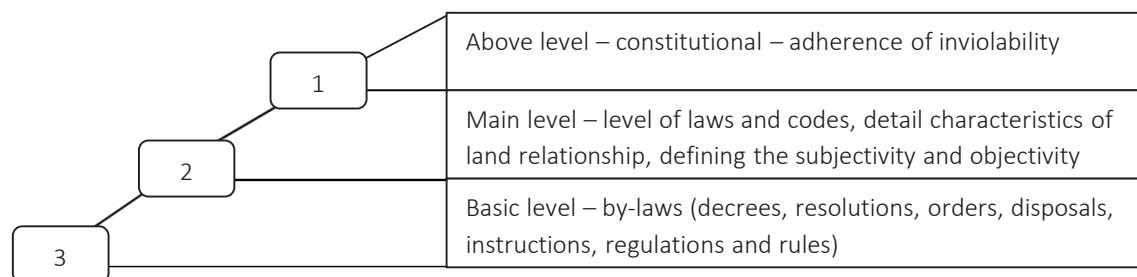 Above level – constitutional – adherence of inviolability
1
Main level – level of laws and codes, detail characteristics of
land relationship, defining the subjectivity and objectivity
2
Basic level – by-laws (decrees, resolutions, orders, disposals,
instructions, regulations and rules)
3